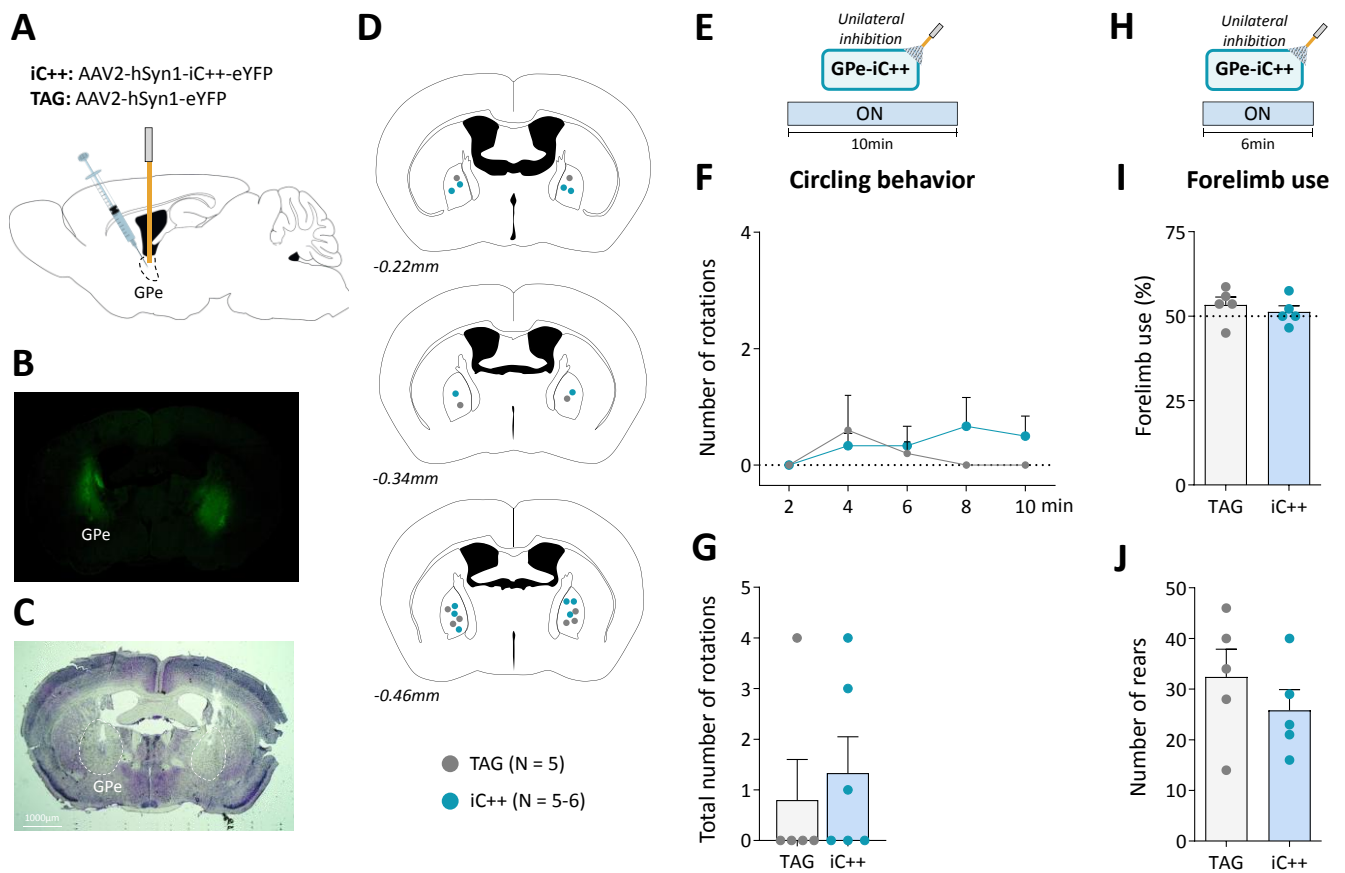 A
iC++: AAV2-hSyn1-iC++-eYFP
TAG: AAV2-hSyn1-eYFP
GPe
B
GPe
C
GPe
1000µm
D
-0.22mm
-0.34mm
-0.46mm
TAG (N = 5)
iC++ (N = 5-6)
E
Unilateral
inhibition
GPe-iC++
ON
10min
F
Circling behavior
Number of rotations
4
2
0
2 4 6 8 10 min
G
Total number of rotations
5
4
3
2
1
0
TAG iC++
H
Unilateral
inhibition
GPe-iC++
ON
6min
I
Forelimb use
Forelimb use (%)
75
50
25
0
TAG iC++
J
Number of rears
50
40
30
20
10
0
TAG iC++